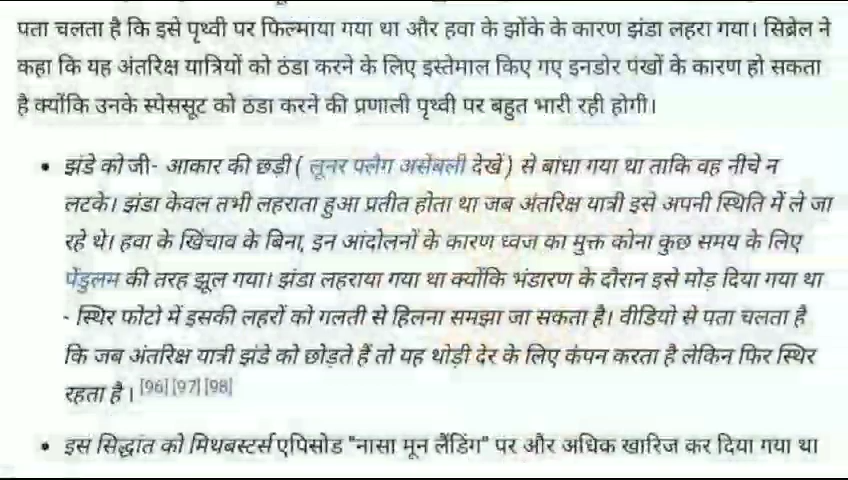 पता चलता है कि इसे पृथ्वी पर फिल्माया गया था और हवा के झोंके के कारण झंडा लहरा गया। सिब्रेल ने
कहा कि यह अंतरिक्ष यात्रियों को ठंडा करने के लिए इस्तेमाल किए गए इनडोर पंखों के कारण हो सकता
है क्योंकि उनके स्पेससूट को ठंडा करने की प्रणाली पृथ्वी पर बहुत भारी रही होगी।
• झंडे को जी- आकार की छड़ी ( लूनर फ्लैग असेंबली देखें ) से बांधा गया था ताकि वह नीचे न
लटके। झंडा केवल तभी लहराता हुआ प्रतीत होता था जब अंतरिक्ष यात्री इसे अपनी स्थिति में ले जा
रहे थे। हवा के खिंचाव के बिना, इन आंदोलनों के कारण ध्वज का मुक्त कोना कुछ समय के लिए
पेंडुलम की तरह झूल गया। झंडा लहराया गया था क्योंकि भंडारण के दौरान इसे मोड़ दिया गया था
- स्थिर फोटो में इसकी लहरों को गलती से हिलना समझा जा सकता है। वीडियो से पता चलता है
कि जब अंतरिक्ष यात्री झंडे को छोड़ते हैं तो यह थोड़ी देर के लिए कंपन करता है लेकिन फिर स्थिर
रहता है। [96] [97] [98]
• इस सिद्धांत को मिथबस्टर्स एपिसोड "नासा मून लैंडिंग" पर और अधिक खारिज कर दिया गया था